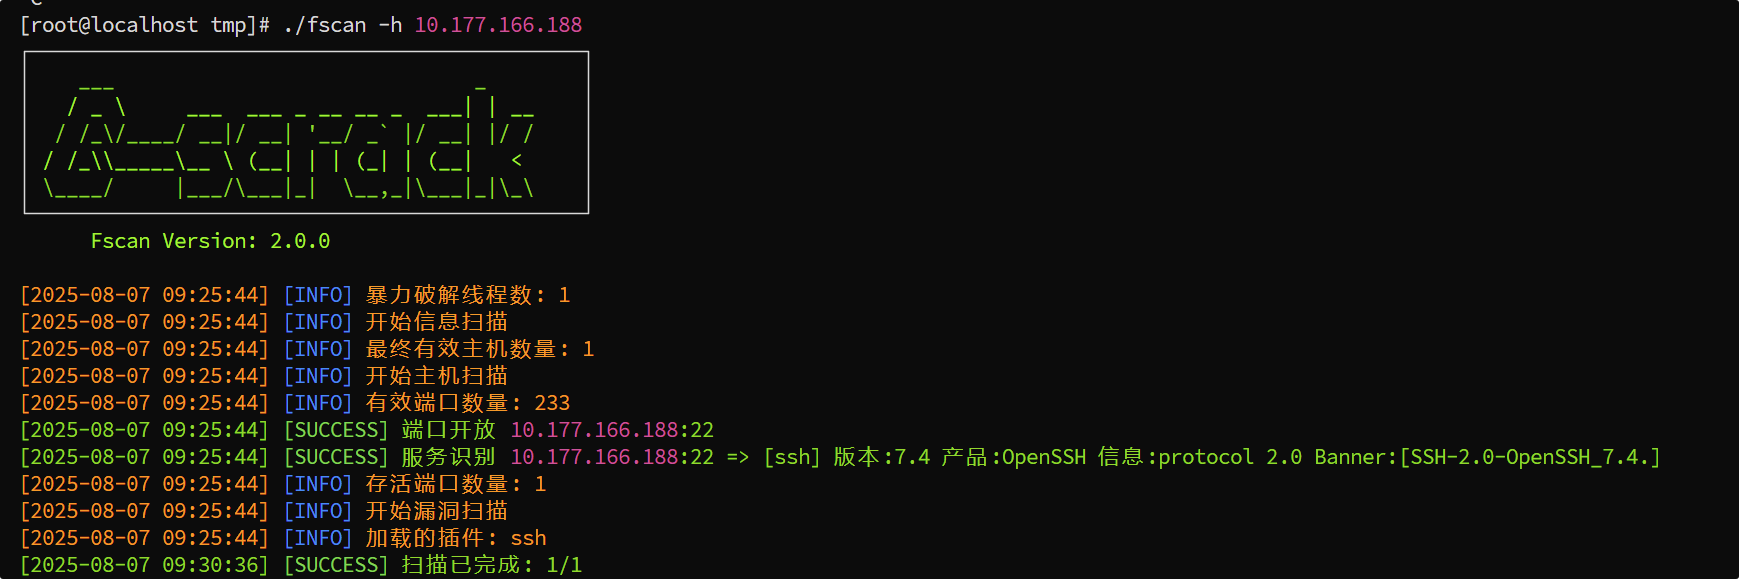 [root@localhost tmp]# ./fscan -h 10.177.166.188
    ___                              _
   / _ \     ___  ___ _ __ __ _  ___| | __
  / /_\/____/ __|/ __| '__/ _` |/ __| |/ /
 / /_\\_____\__ \ (__| | | (_| | (__|   <
 \____/     |___/\___|_|  \__,_|\___|_|\_\
Fscan Version: 2.0.0
[2025-08-07 09:25:44] [INFO] 暴力破解线程数: 1
[2025-08-07 09:25:44] [INFO] 开始信息扫描
[2025-08-07 09:25:44] [INFO] 最终有效主机数量: 1
[2025-08-07 09:25:44] [INFO] 开始主机扫描
[2025-08-07 09:25:44] [INFO] 有效端口数量: 233
[2025-08-07 09:25:44] [SUCCESS] 端口开放 10.177.166.188:22
[2025-08-07 09:25:44] [SUCCESS] 服务识别 10.177.166.188:22 => [ssh] 版本:7.4 产品:OpenSSH 信息:protocol 2.0 Banner:[SSH-2.0-OpenSSH_7.4.]
[2025-08-07 09:25:44] [INFO] 存活端口数量: 1
[2025-08-07 09:25:44] [INFO] 开始漏洞扫描
[2025-08-07 09:25:44] [INFO] 加载的插件: ssh
[2025-08-07 09:30:36] [SUCCESS] 扫描已完成: 1/1